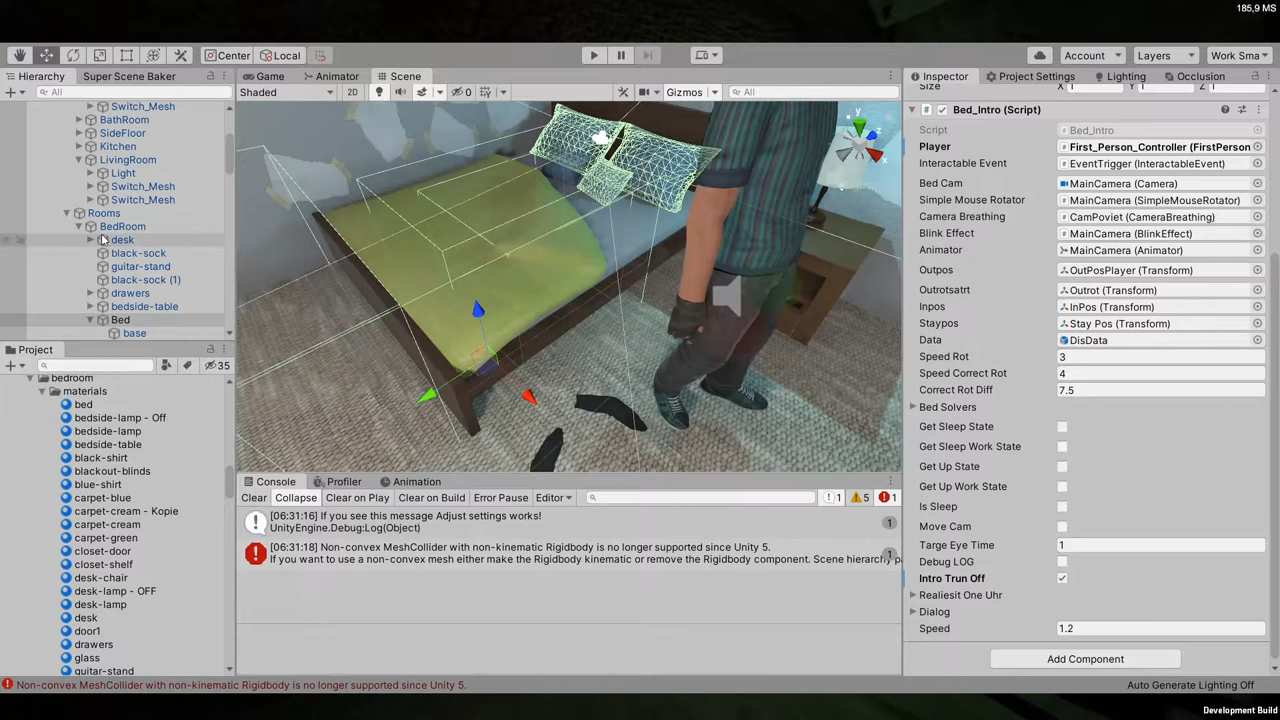 185,9 MS
Center
Local
Account
Layers
Work Sma
Hierarchy
Super Scene Baker
All
Switch_Mesh
BathRoom
SideFloor
Kitchen
LivingRoom
Light
Switch_Mesh
Switch_Mesh
Rooms
BedRoom
desk
black-sock
guitar-stand
black-sock (1)
drawers
bedside-table
Bed
base
Project
35
bedroom
materials
bed
bedside-lamp - Off
bedside-lamp
bedside-table
black-shirt
blackout-blinds
blue-shirt
carpet-blue
carpet-cream - Kopie
carpet-cream
carpet-green
closet-door
closet-shelf
desk-chair
desk-lamp - OFF
desk-lamp
desk
door1
drawers
glass
guitar-stand
Game
Animator
Scene
Shaded
2D
0
Gizmos
All
y
z
x
Console
Profiler
Animation
Clear
Collapse
Clear on Play
Clear on Build
Error Pause
Editor
1
5
1
[06:31:16] If you see this message Adjust settings works!
UnityEngine.Debug:Log(Object)
1
[06:31:18] Non-convex MeshCollider with non-kinematic Rigidbody is no longer supported since Unity 5.
If you want to use a non-convex mesh either make the Rigidbody kinematic or remove the Rigidbody component. Scene hierarchy pa
1
Inspector
Project Settings
Lighting
Occlusion
Size
X 1
Y 1
Z 1
Bed_Intro (Script)
Script Bed_Intro
Player First_Person_Controller (FirstPerson
Interactable Event EventTrigger (InteractableEvent)
Bed Cam MainCamera (Camera)
Simple Mouse Rotator MainCamera (SimpleMouseRotator)
Camera Breathing CamPoviet (CameraBreathing)
Blink Effect MainCamera (BlinkEffect)
Animator MainCamera (Animator)
Outpos OutPosPlayer (Transform)
Outrotsatrt Outrot (Transform)
Inpos InPos (Transform)
Staypos Stay Pos (Transform)
Data DisData
Speed Rot 3
Speed Correct Rot 4
Correct Rot Diff 7.5
Bed Solvers
Get Sleep State
Get Sleep Work State
Get Up State
Get Up Work State
Is Sleep
Move Cam
Targe Eye Time 1
Debug LOG
Intro Trun Off
Realiesit One Uhr
Dialog
Speed 1.2
Add Component
Non-convex MeshCollider with non-kinematic Rigidbody is no longer supported since Unity 5.
Auto Generate Lighting Off
Development Build